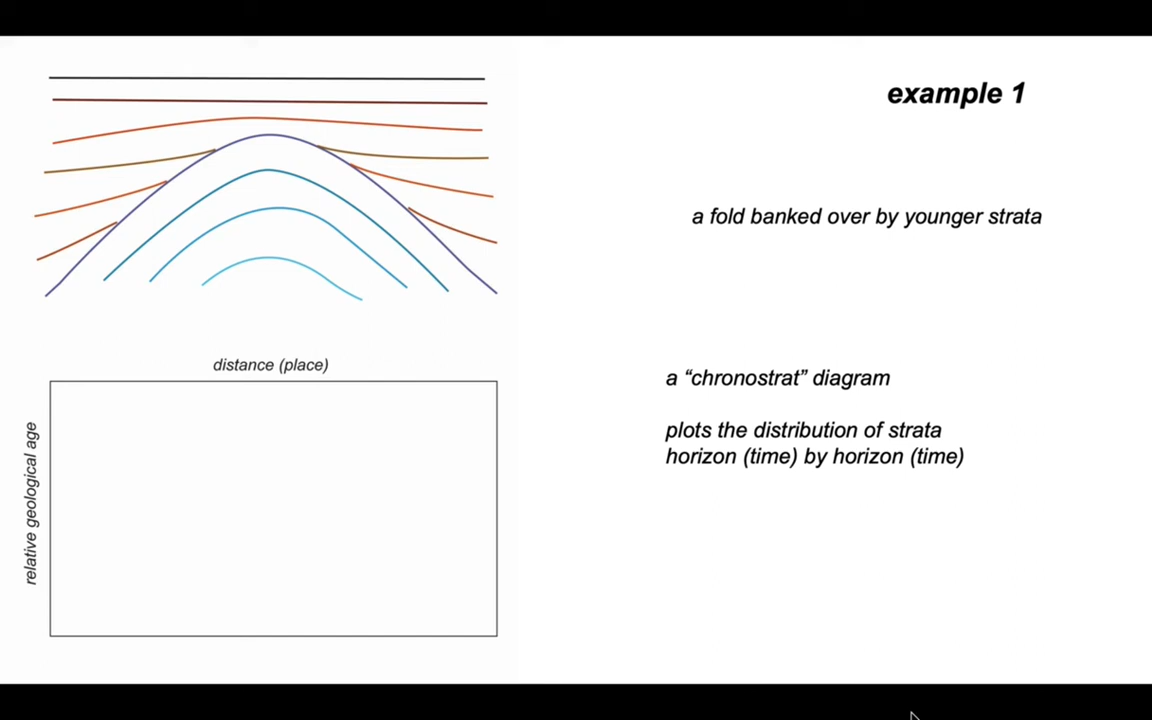 example 1
a fold banked over by younger strata
distance (place)
relative geological age
a “chronostrat” diagram
plots the distribution of strata
horizon (time) by horizon (time)